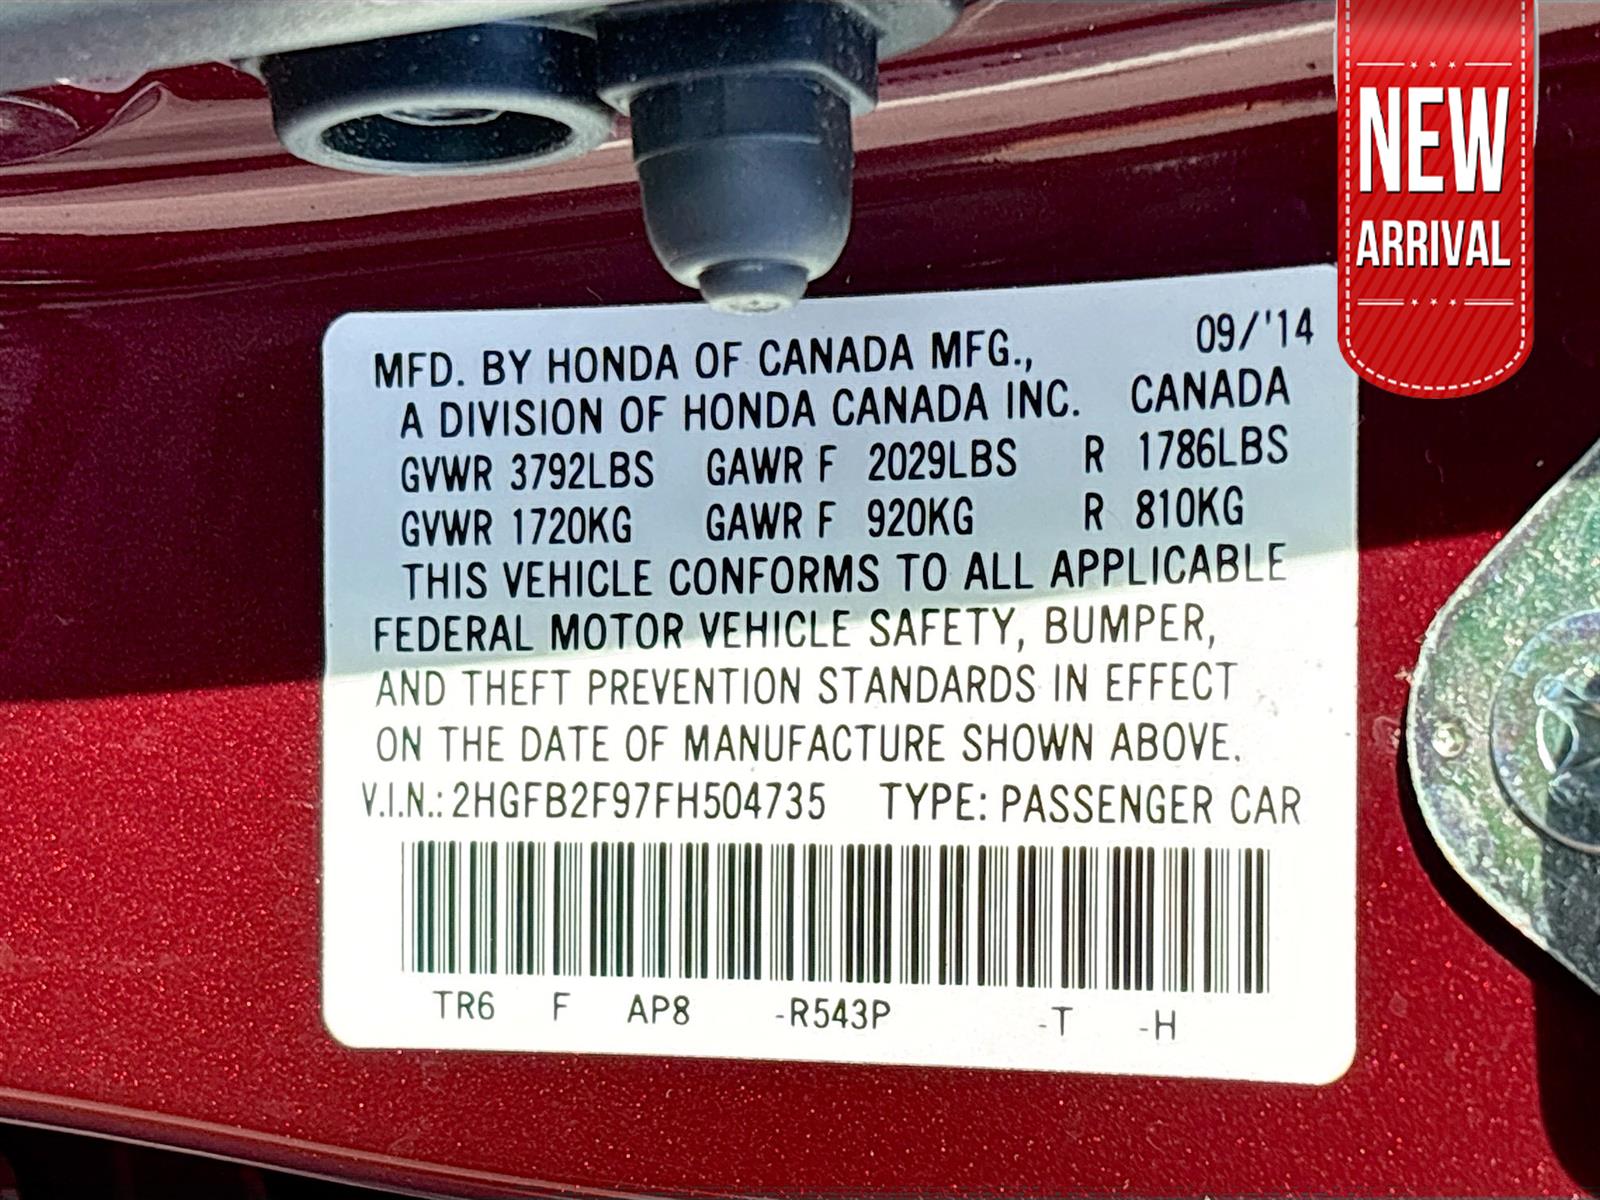 NEW
ARRIVAL
MFD. BY HONDA OF CANADA MFG., 09/'14
A DIVISION OF HONDA CANADA INC. CANADA
GVWR 3792LBS GAWR F 2029LBS R 1786LBS
GVWR 1720KG GAWR F 920KG R 810KG
THIS VEHICLE CONFORMS TO ALL APPLICABLE
FEDERAL MOTOR VEHICLE SAFETY, BUMPER,
AND THEFT PREVENTION STANDARDS IN EFFECT
ON THE DATE OF MANUFACTURE SHOWN ABOVE.
V.I.N.: 2HGFB2F97FH504735 TYPE: PASSENGER CAR
TR6 F AP8 -R543P -T -H